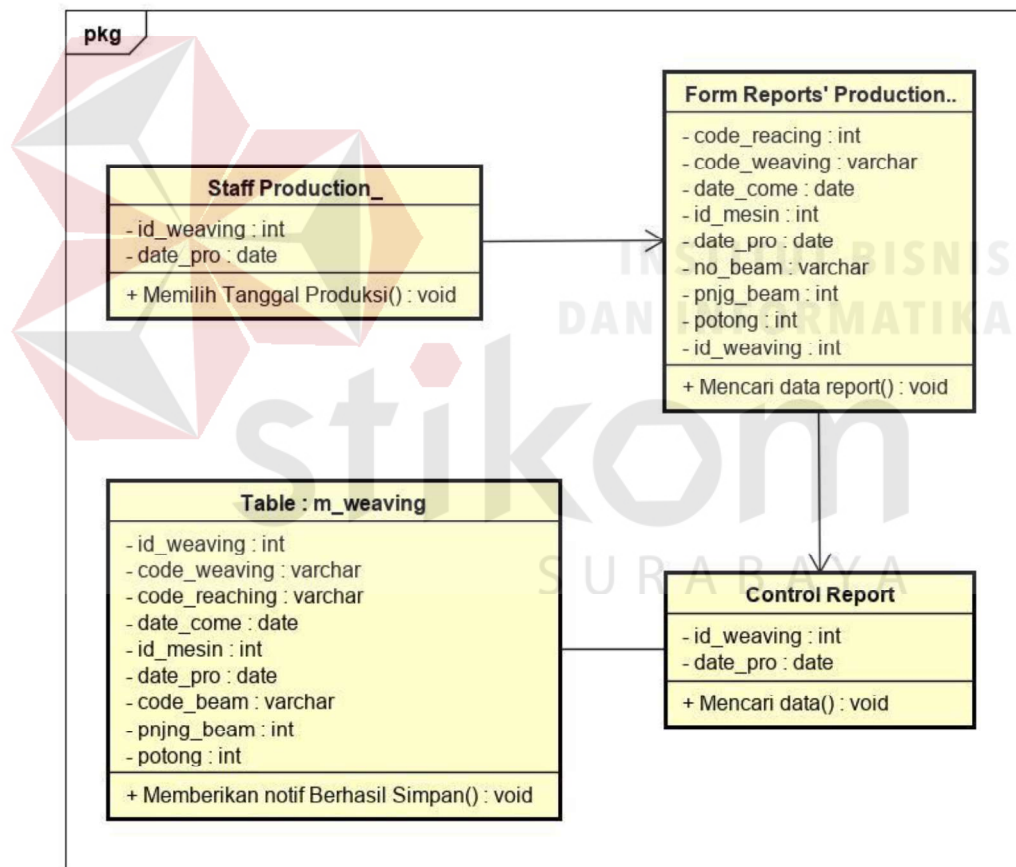 pkg
Staff Production_
- id_weaving : int
- date_pro : date
+ Memilih Tanggal Produksi() : void
Form Reports' Production..
- code_reacing : int
- code_weaving : varchar
- date_come : date
- id_mesin : int
- date_pro : date
- no_beam : varchar
- pnjg_beam : int
- potong : int
- id_weaving : int
+ Mencari data report() : void
Table : m_weaving
- id_weaving : int
- code_weaving : varchar
- code_reaching : varchar
- date_come : date
- id_mesin : int
- date_pro : date
- code_beam : varchar
- pnjng_beam : int
- potong : int
+ Memberikan notif Berhasil Simpan() : void
Control Report
- id_weaving : int
- date_pro : date
+ Mencari data() : void
INSTITUT BISNIS
DAN INFORMATIKA
stikom
SURABAYA